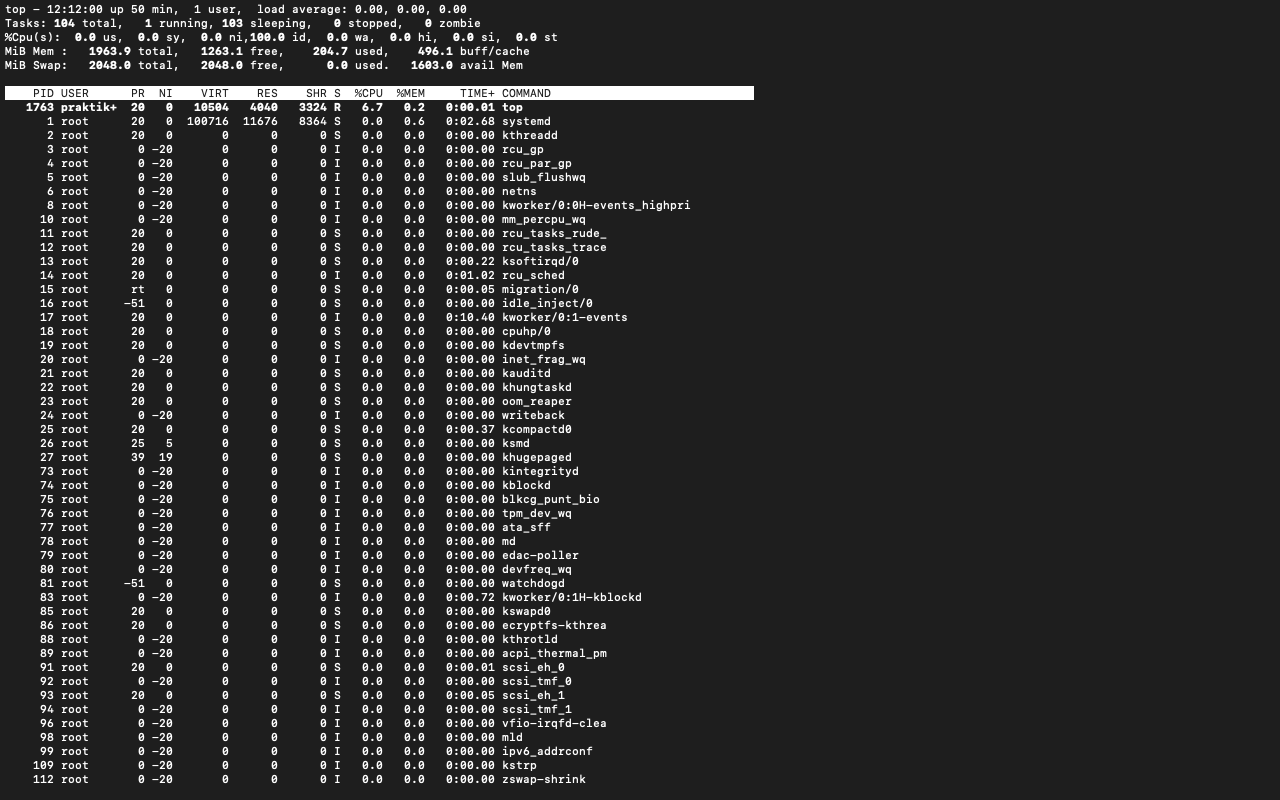 top – 12:12:00 up 50 min,  1 user,  load average: 0.00, 0.00, 0.00
Tasks: 104 total,   1 running, 103 sleeping,   0 stopped,   0 zombie
%Cpu(s):  0.0 us,  0.0 sy,  0.0 ni,100.0 id,  0.0 wa,  0.0 hi,  0.0 si,  0.0 st
MiB Mem :   1963.9 total,   1263.1 free,    204.7 used,    496.1 buff/cache
MiB Swap:   2048.0 total,   2048.0 free,      0.0 used.   1603.0 avail Mem
PID USER      PR  NI    VIRT    RES    SHR S  %CPU  %MEM     TIME+ COMMAND
1763 praktik+  20   0   10504   4040   3324 R   6.7   0.2   0:00.01 top
1 root      20   0  100716  11676   8364 S   0.0   0.6   0:02.68 systemd
2 root      20   0       0      0      0 S   0.0   0.0   0:00.00 kthreadd
3 root       0 –20       0      0      0 I   0.0   0.0   0:00.00 rcu_gp
4 root       0 –20       0      0      0 I   0.0   0.0   0:00.00 rcu_par_gp
5 root       0 –20       0      0      0 I   0.0   0.0   0:00.00 slub_flushwq
6 root       0 –20       0      0      0 I   0.0   0.0   0:00.00 netns
8 root       0 –20       0      0      0 I   0.0   0.0   0:00.00 kworker/0:0H–events_highpri
10 root       0 –20       0      0      0 I   0.0   0.0   0:00.00 mm_percpu_wq
11 root      20   0       0      0      0 S   0.0   0.0   0:00.00 rcu_tasks_rude_
12 root      20   0       0      0      0 S   0.0   0.0   0:00.00 rcu_tasks_trace
13 root      20   0       0      0      0 S   0.0   0.0   0:00.22 ksoftirqd/0
14 root      20   0       0      0      0 I   0.0   0.0   0:01.02 rcu_sched
15 root      rt   0       0      0      0 S   0.0   0.0   0:00.05 migration/0
16 root     –51   0       0      0      0 S   0.0   0.0   0:00.00 idle_inject/0
17 root      20   0       0      0      0 I   0.0   0.0   0:10.40 kworker/0:1–events
18 root      20   0       0      0      0 S   0.0   0.0   0:00.00 cpuhp/0
19 root      20   0       0      0      0 S   0.0   0.0   0:00.00 kdevtmpfs
20 root       0 –20       0      0      0 I   0.0   0.0   0:00.00 inet_frag_wq
21 root      20   0       0      0      0 S   0.0   0.0   0:00.00 kauditd
22 root      20   0       0      0      0 S   0.0   0.0   0:00.00 khungtaskd
23 root      20   0       0      0      0 S   0.0   0.0   0:00.00 oom_reaper
24 root       0 –20       0      0      0 I   0.0   0.0   0:00.00 writeback
25 root      20   0       0      0      0 S   0.0   0.0   0:00.37 kcompactd0
26 root      25   5       0      0      0 S   0.0   0.0   0:00.00 ksmd
27 root      39  19       0      0      0 S   0.0   0.0   0:00.00 khugepaged
73 root       0 –20       0      0      0 I   0.0   0.0   0:00.00 kintegrityd
74 root       0 –20       0      0      0 I   0.0   0.0   0:00.00 kblockd
75 root       0 –20       0      0      0 I   0.0   0.0   0:00.00 blkcg_punt_bio
76 root       0 –20       0      0      0 I   0.0   0.0   0:00.00 tpm_dev_wq
77 root       0 –20       0      0      0 I   0.0   0.0   0:00.00 ata_sff
78 root       0 –20       0      0      0 I   0.0   0.0   0:00.00 md
79 root       0 –20       0      0      0 I   0.0   0.0   0:00.00 edac–poller
80 root       0 –20       0      0      0 I   0.0   0.0   0:00.00 devfreq_wq
81 root     –51   0       0      0      0 S   0.0   0.0   0:00.00 watchdogd
83 root       0 –20       0      0      0 I   0.0   0.0   0:00.72 kworker/0:1H–kblockd
85 root      20   0       0      0      0 S   0.0   0.0   0:00.00 kswapd0
86 root      20   0       0      0      0 S   0.0   0.0   0:00.00 ecryptfs–kthrea
88 root       0 –20       0      0      0 I   0.0   0.0   0:00.00 kthrotld
89 root       0 –20       0      0      0 I   0.0   0.0   0:00.00 acpi_thermal_pm
91 root      20   0       0      0      0 S   0.0   0.0   0:00.01 scsi_eh_0
92 root       0 –20       0      0      0 I   0.0   0.0   0:00.00 scsi_tmf_0
93 root      20   0       0      0      0 S   0.0   0.0   0:00.05 scsi_eh_1
94 root       0 –20       0      0      0 I   0.0   0.0   0:00.00 scsi_tmf_1
96 root       0 –20       0      0      0 I   0.0   0.0   0:00.00 vfio–irqfd–clea
98 root       0 –20       0      0      0 I   0.0   0.0   0:00.00 mld
99 root       0 –20       0      0      0 I   0.0   0.0   0:00.00 ipv6_addrconf
109 root       0 –20       0      0      0 I   0.0   0.0   0:00.00 kstrp
112 root       0 –20       0      0      0 I   0.0   0.0   0:00.00 zswap–shrink